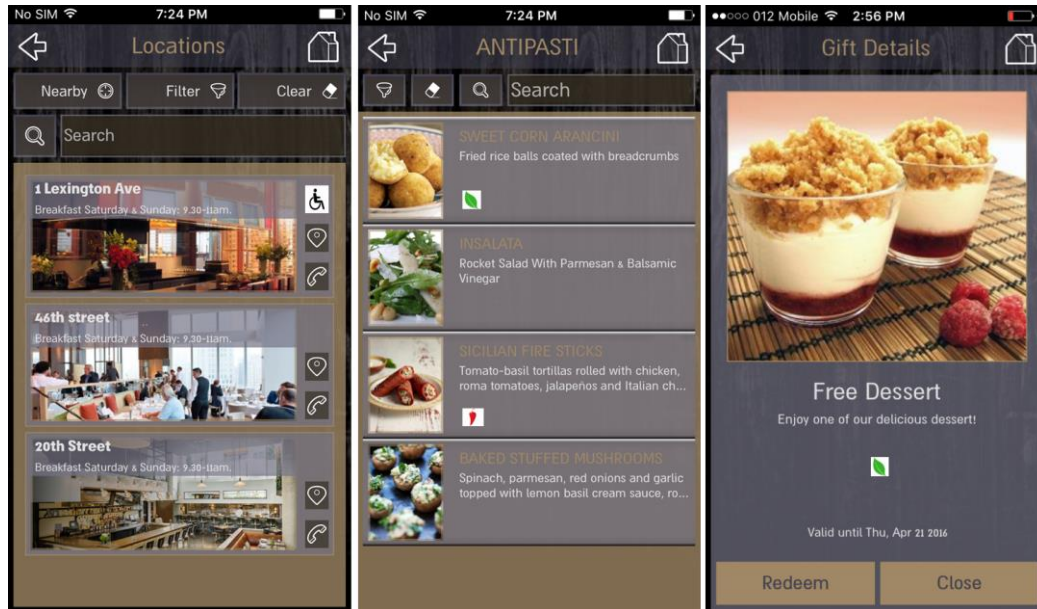 No SIM 7:24 PM
Locations
Nearby Filter Clear
Search
1 Lexington Ave
Breakfast Saturday & Sunday: 9.30-11am.
46th street
Breakfast Saturday & Sunday: 9.30-11am.
20th Street
Breakfast Saturday & Sunday: 9.30-11am.
No SIM 7:24 PM
ANTIPASTI
Search
SWEET CORN ARANCINI
Fried rice balls coated with breadcrumbs
INSALATA
Rocket Salad With Parmesan & Balsamic
Vinegar
SICILIAN FIRE STICKS
Tomato-basil tortillas rolled with chicken,
roma tomatoes, jalapeños and Italian ch...
BAKED STUFFED MUSHROOMS
Spinach, parmesan, red onions and garlic
topped with lemon basil cream sauce, ro...
012 Mobile 2:56 PM
Gift Details
Free Dessert
Enjoy one of our delicious dessert!
Valid until Thu, Apr 21 2016
Redeem Close